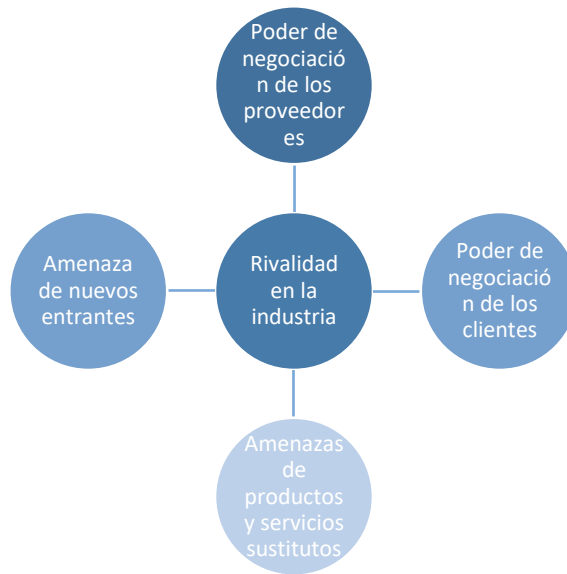 Poder de
negociació
n de los
proveedor
es
Amenaza
de nuevos
entrantes
Rivalidad
en la
industria
Poder de
negociació
n de los
clientes
Amenazas
de
productos
y servicios
sustitutos